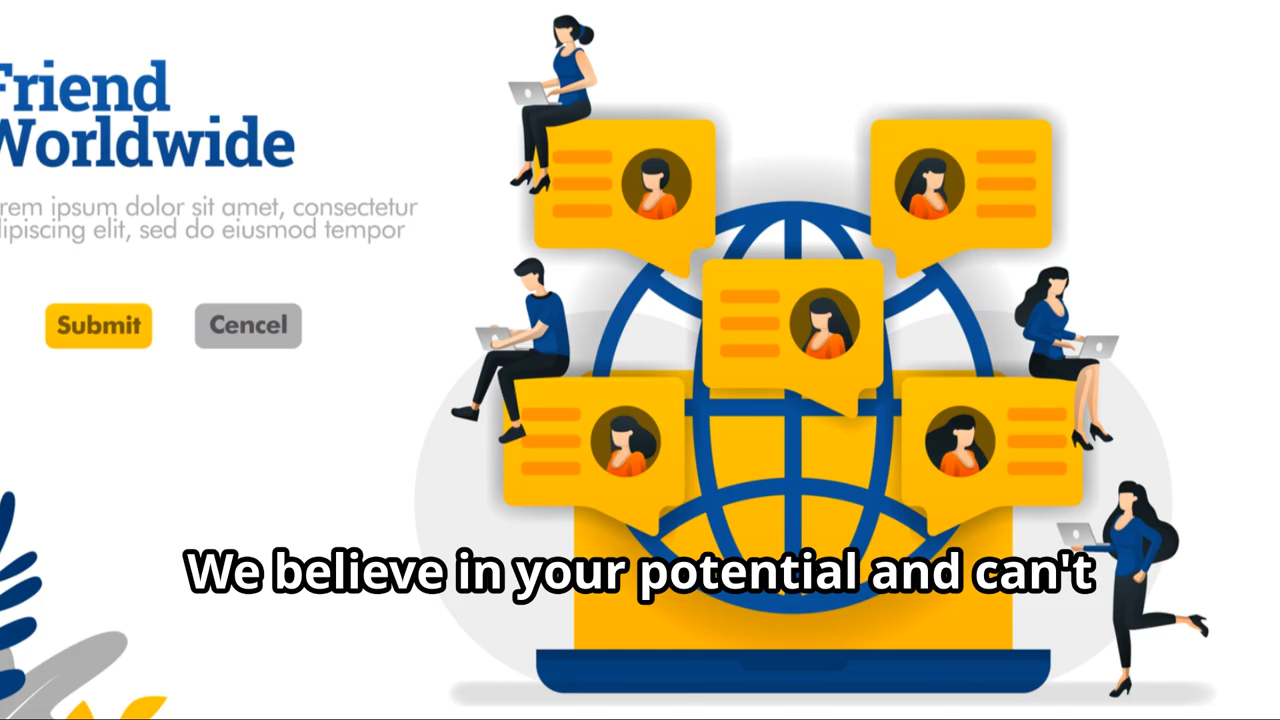 Friend
Worldwide
rem ipsum dolor sit amet, consectetur
lipiscing elit, sed do eiusmod tempor
Submit
Cencel
We believe in your potential and can't